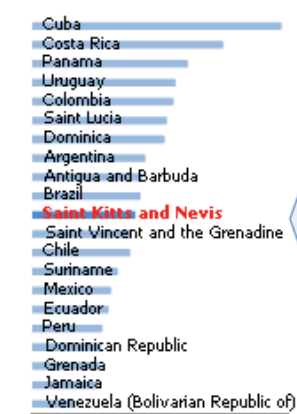 Cuba
Costa Rica
Panama
Uruguay
Colombia
Saint Lucia
Dominica
Argentina
Antigua and Barbuda
Brazil
Saint Kitts and Nevis
Saint Vincent and the Grenadine
Chile
Suriname
Mexico
Ecuador
Peru
Dominican Republic
Grenada
Jamaica
Venezuela (Bolivarian Republic of)